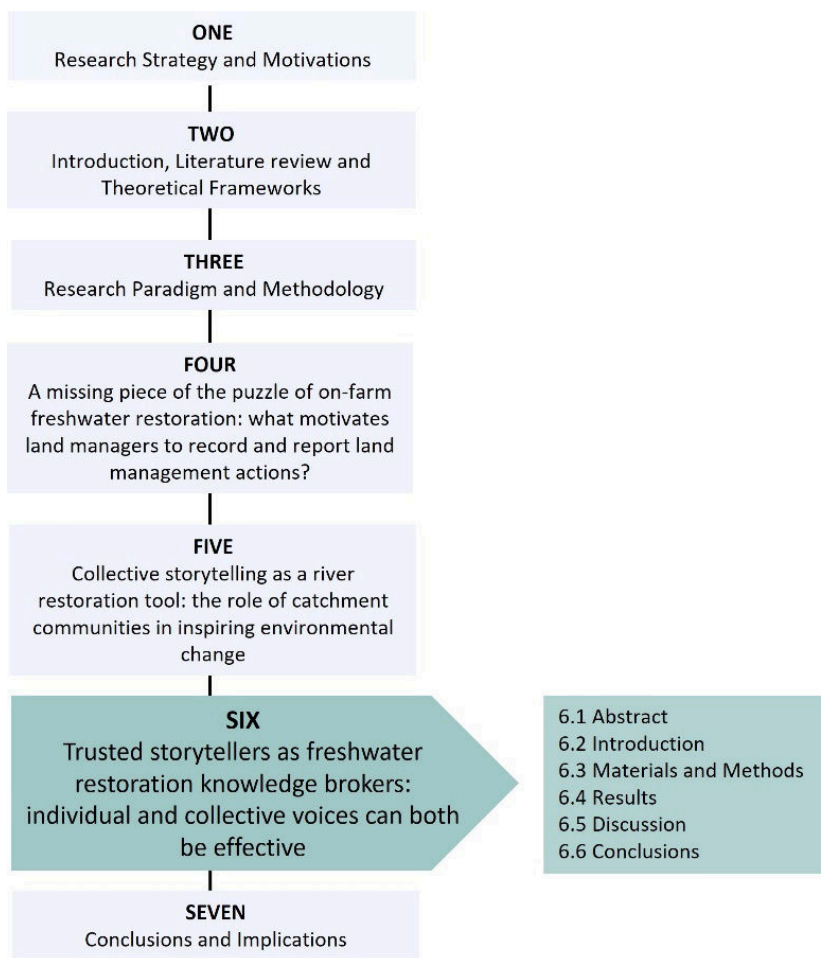 ONE
Research Strategy and Motivations
TWO
Introduction, Literature review and
Theoretical Frameworks
THREE
Research Paradigm and Methodology
FOUR
A missing piece of the puzzle of on-farm
freshwater restoration: what motivates
land managers to record and report land
management actions?
FIVE
Collective storytelling as a river
restoration tool: the role of catchment
communities in inspiring environmental
change
SIX
Trusted storytellers as freshwater
restoration knowledge brokers:
individual and collective voices can both
be effective
6.1 Abstract
6.2 Introduction
6.3 Materials and Methods
6.4 Results
6.5 Discussion
6.6 Conclusions
SEVEN
Conclusions and Implications